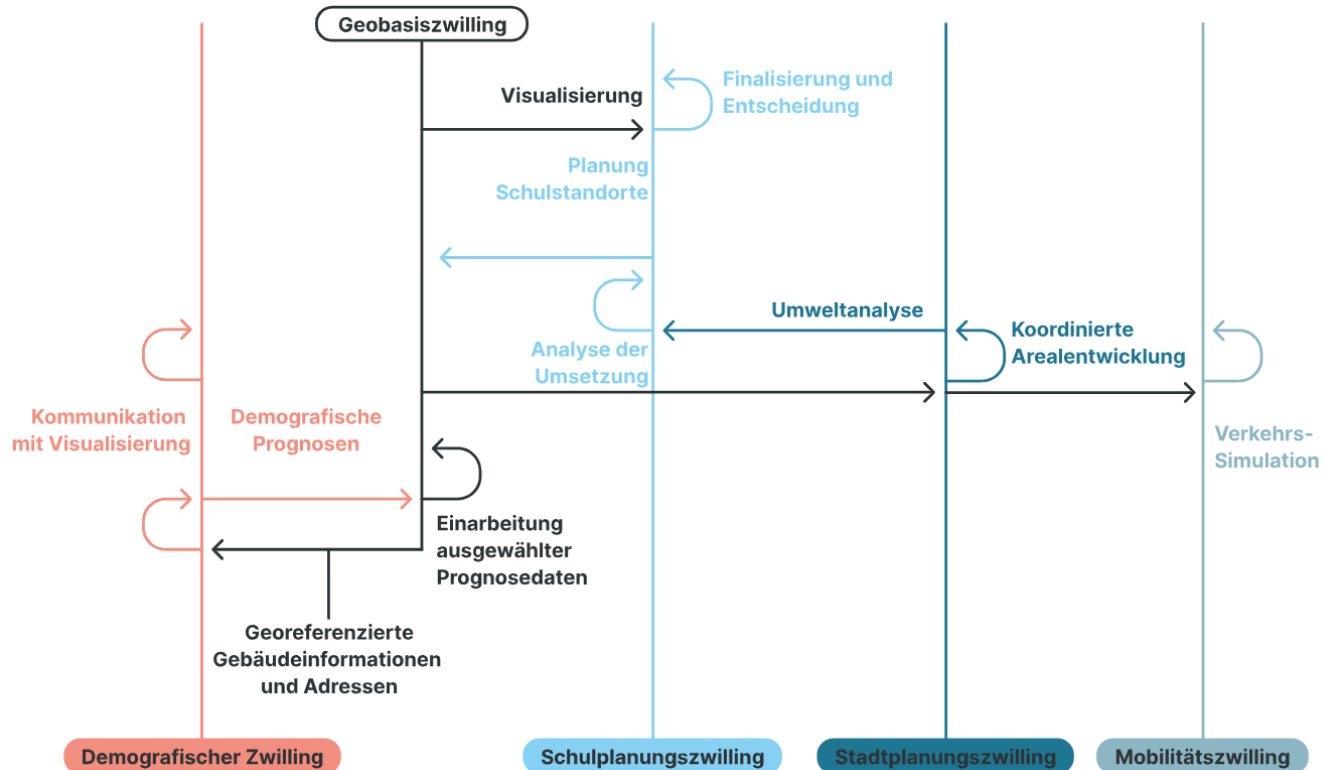 Geobasiszwilling
Visualisierung
Finalisierung und
Entscheidung
Planung
Schulstandorte
Umweltanalyse
Koordinierte
Arealentwicklung
Analyse der
Umsetzung
Kommunikation
mit Visualisierung
Demografische
Prognosen
Verkehrs-
Simulation
Einarbeitung
ausgewählter
Prognosedaten
Georeferenzierte
Gebäudeinformationen
und Adressen
Demografischer Zwilling
Schulplanungszwilling
Stadtplanungszwilling
Mobilitätszwilling